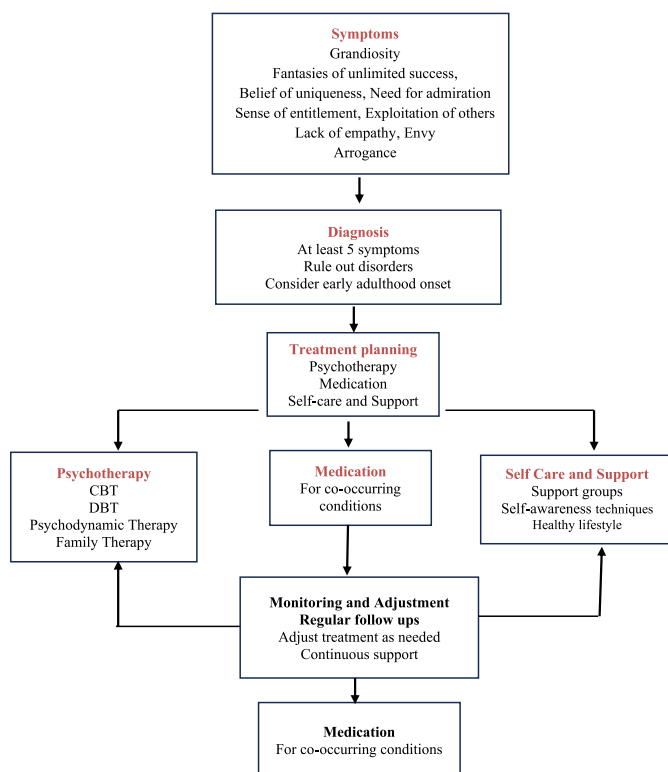 Symptoms
Grandiosity
Fantasies of unlimited success,
Belief of uniqueness, Need for admiration
Sense of entitlement, Exploitation of others
Lack of empathy, Envy
Arrogance
Diagnosis
At least 5 symptoms
Rule out disorders
Consider early adulthood onset
Treatment planning
Psychotherapy
Medication
Self-care and Support
Psychotherapy
CBT
DBT
Psychodynamic Therapy
Family Therapy
Medication
For co-occurring
conditions
Self Care and Support
Support groups
Self-awareness techniques
Healthy lifestyle
Monitoring and Adjustment
Regular follow ups
Adjust treatment as needed
Continuous support
Medication
For co-occurring conditions